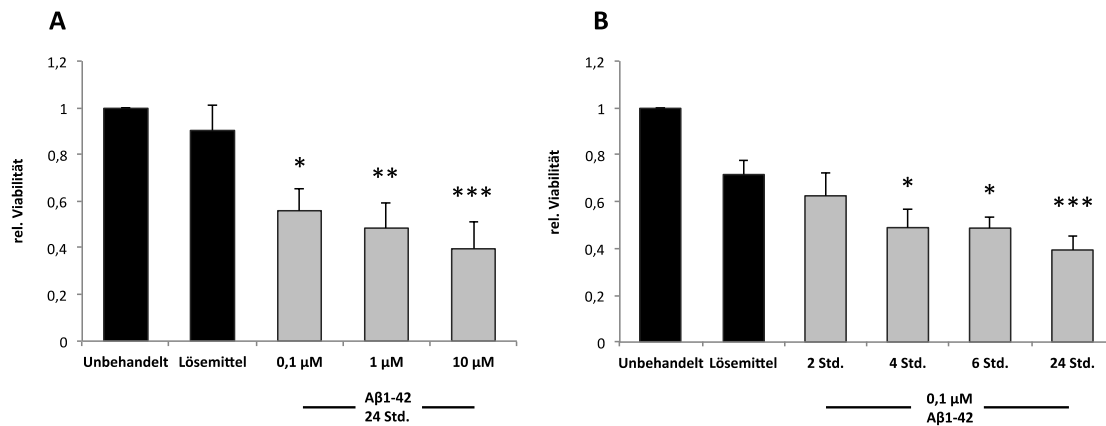 A
1,2
1
0,8
0,6
0,4
0,2
0
rel. Viabilität
*
**
***
Unbehandelt Lösemittel 0,1 µM 1 µM 10 µM
Aβ1-42
24 Std.
B
1,2
1
0,8
0,6
0,4
0,2
0
rel. Viabilität
*
*
***
Unbehandelt Lösemittel 2 Std. 4 Std. 6 Std. 24 Std.
0,1 µM
Aβ1-42